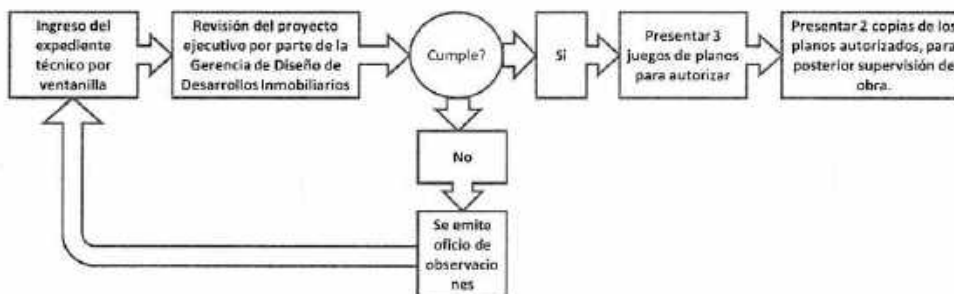 Ingreso del
expediente
técnico por
ventanilla
Revisión del proyecto
ejecutivo por parte de la
Gerencia de Diseño de
Desarrollos Inmobiliarios
Cumple?
Si
Presentar 3
juegos de planos
para autorizar
Presentar 2 copias de los
planos autorizados, para
posterior supervisión de
obra.
No
Se emite
oficio de
observacio
nes